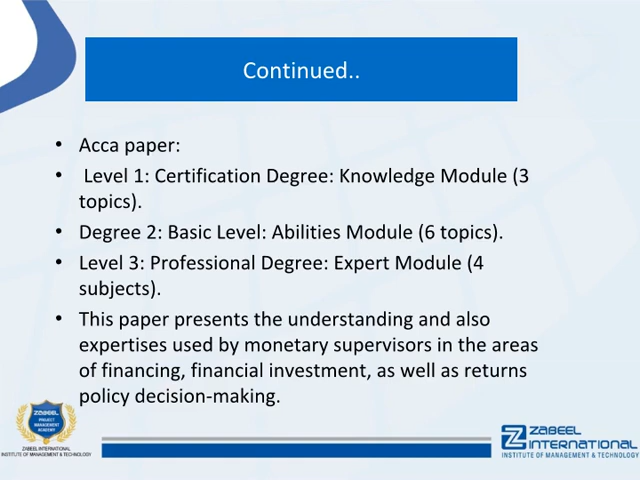 Continued..
• Acca paper:
• Level 1: Certification Degree: Knowledge Module (3
topics).
• Degree 2: Basic Level: Abilities Module (6 topics).
• Level 3: Professional Degree: Expert Module (4
subjects).
• This paper presents the understanding and also
expertises used by monetary supervisors in the areas
of financing, financial investment, as well as returns
policy decision-making.
ZABEEL
PROJECT
MANAGEMENT
ACADEMY
ZABEEL INTERNATIONAL
INSTITUTE OF MANAGEMENT & TECHNOLOGY
ZABEEL
INTERNATIONAL
INSTITUTE OF MANAGEMENT & TECHNOLOGY